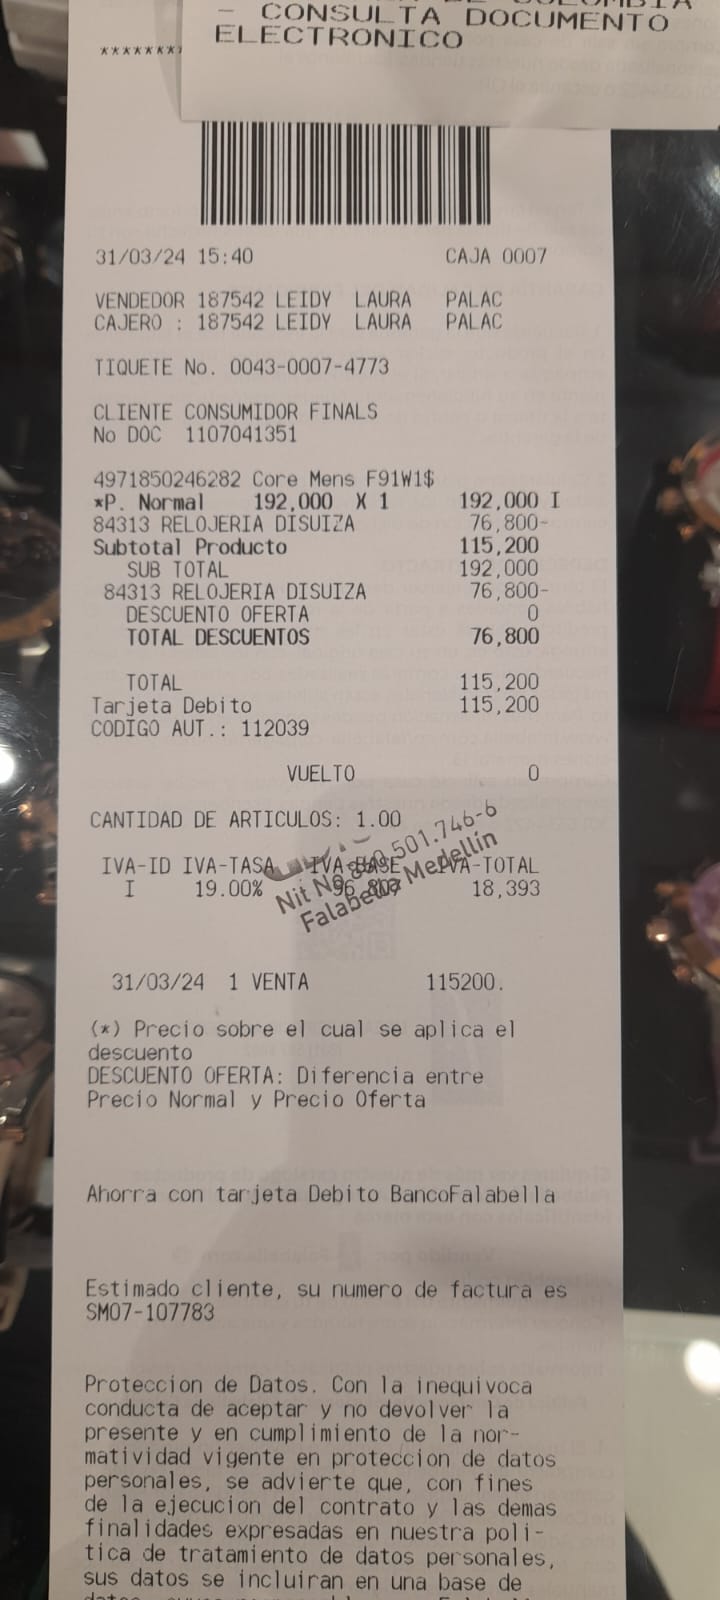 - CONSULTA DOCUMENTO
ELECTRONICO
********
31/03/24 15:40 CAJA 0007
VENDEDOR 187542 LEIDY LAURA PALAC
CAJERO : 187542 LEIDY LAURA PALAC
TIQUETE No. 0043-0007-4773
CLIENTE CONSUMIDOR FINALS
No DOC 1107041351
4971850246282 Core Mens F91W1$
*P. Normal 192,000 X 1 192,000 I
84313 RELOJERIA DISUIZA 76,800-
Subtotal Producto 115,200
SUB TOTAL 192,000
84313 RELOJERIA DISUIZA 76,800-
DESCUENTO OFERTA 0
TOTAL DESCUENTOS 76,800
TOTAL 115,200
Tarjeta Debito 115,200
CODIGO AUT.: 112039
VUELTO 0
CANTIDAD DE ARTICULOS: 1.00
IVA-ID IVA-TASA IVA-BASE IVA-TOTAL
I 19.00% 96,807 18,393
Nit No 501.746-6
Falabella Medellín
31/03/24 1 VENTA 115200.
(*) Precio sobre el cual se aplica el
descuento
DESCUENTO OFERTA: Diferencia entre
Precio Normal y Precio Oferta
Ahorra con tarjeta Debito BancoFalabella
Estimado cliente, su numero de factura es
SM07-107783
Proteccion de Datos. Con la inequivoca
conducta de aceptar y no devolver la
presente y en cumplimiento de la nor-
matividad vigente en proteccion de datos
personales, se advierte que, con fines
de la ejecucion del contrato y las demas
finalidades expresadas en nuestra poli-
tica de tratamiento de datos personales,
sus datos se incluiran en una base de